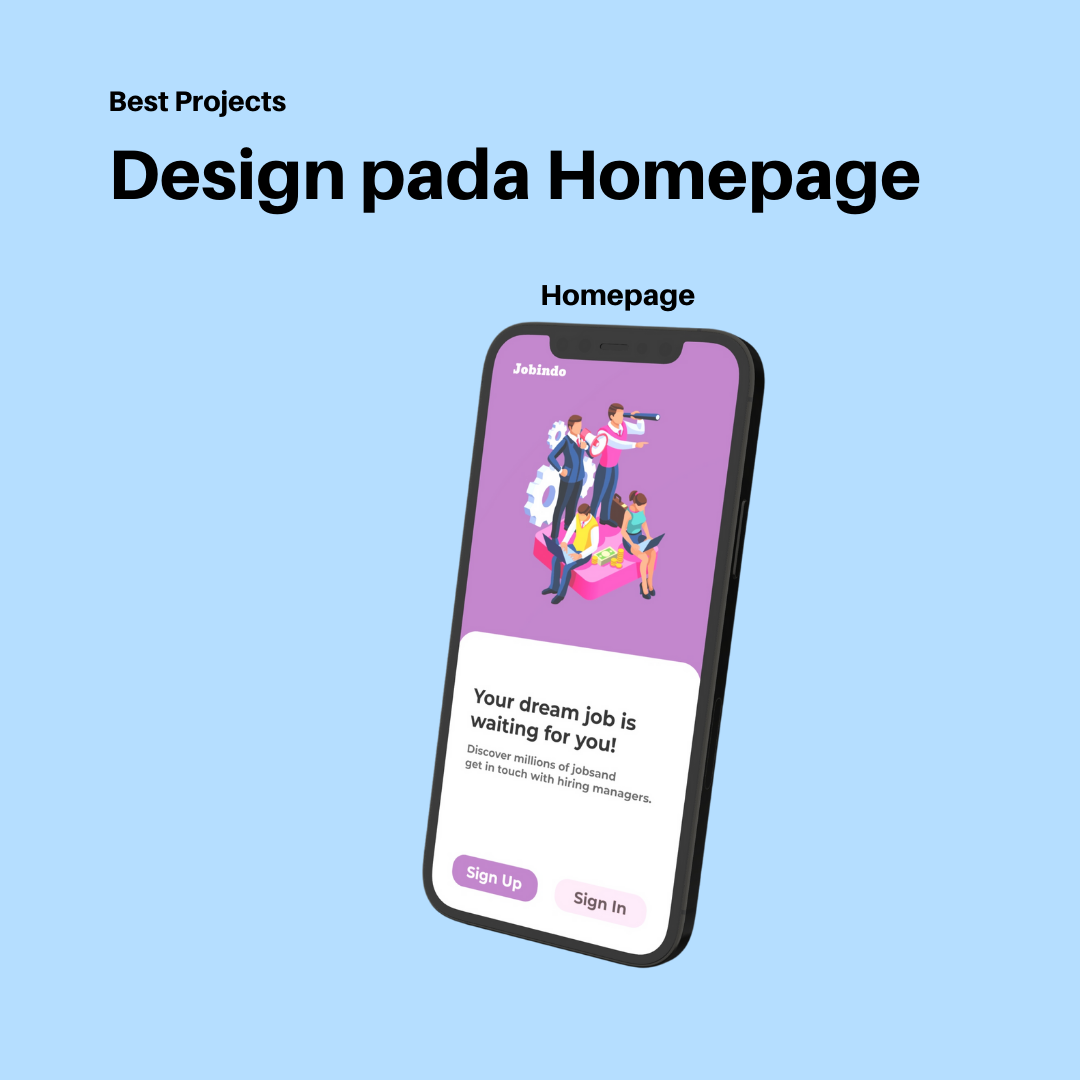 Best Projects
Design pada Homepage
Homepage
Jobindo
Your dream job is
waiting for you!
Discover millions of jobsand
get in touch with hiring managers.
Sign Up
Sign In